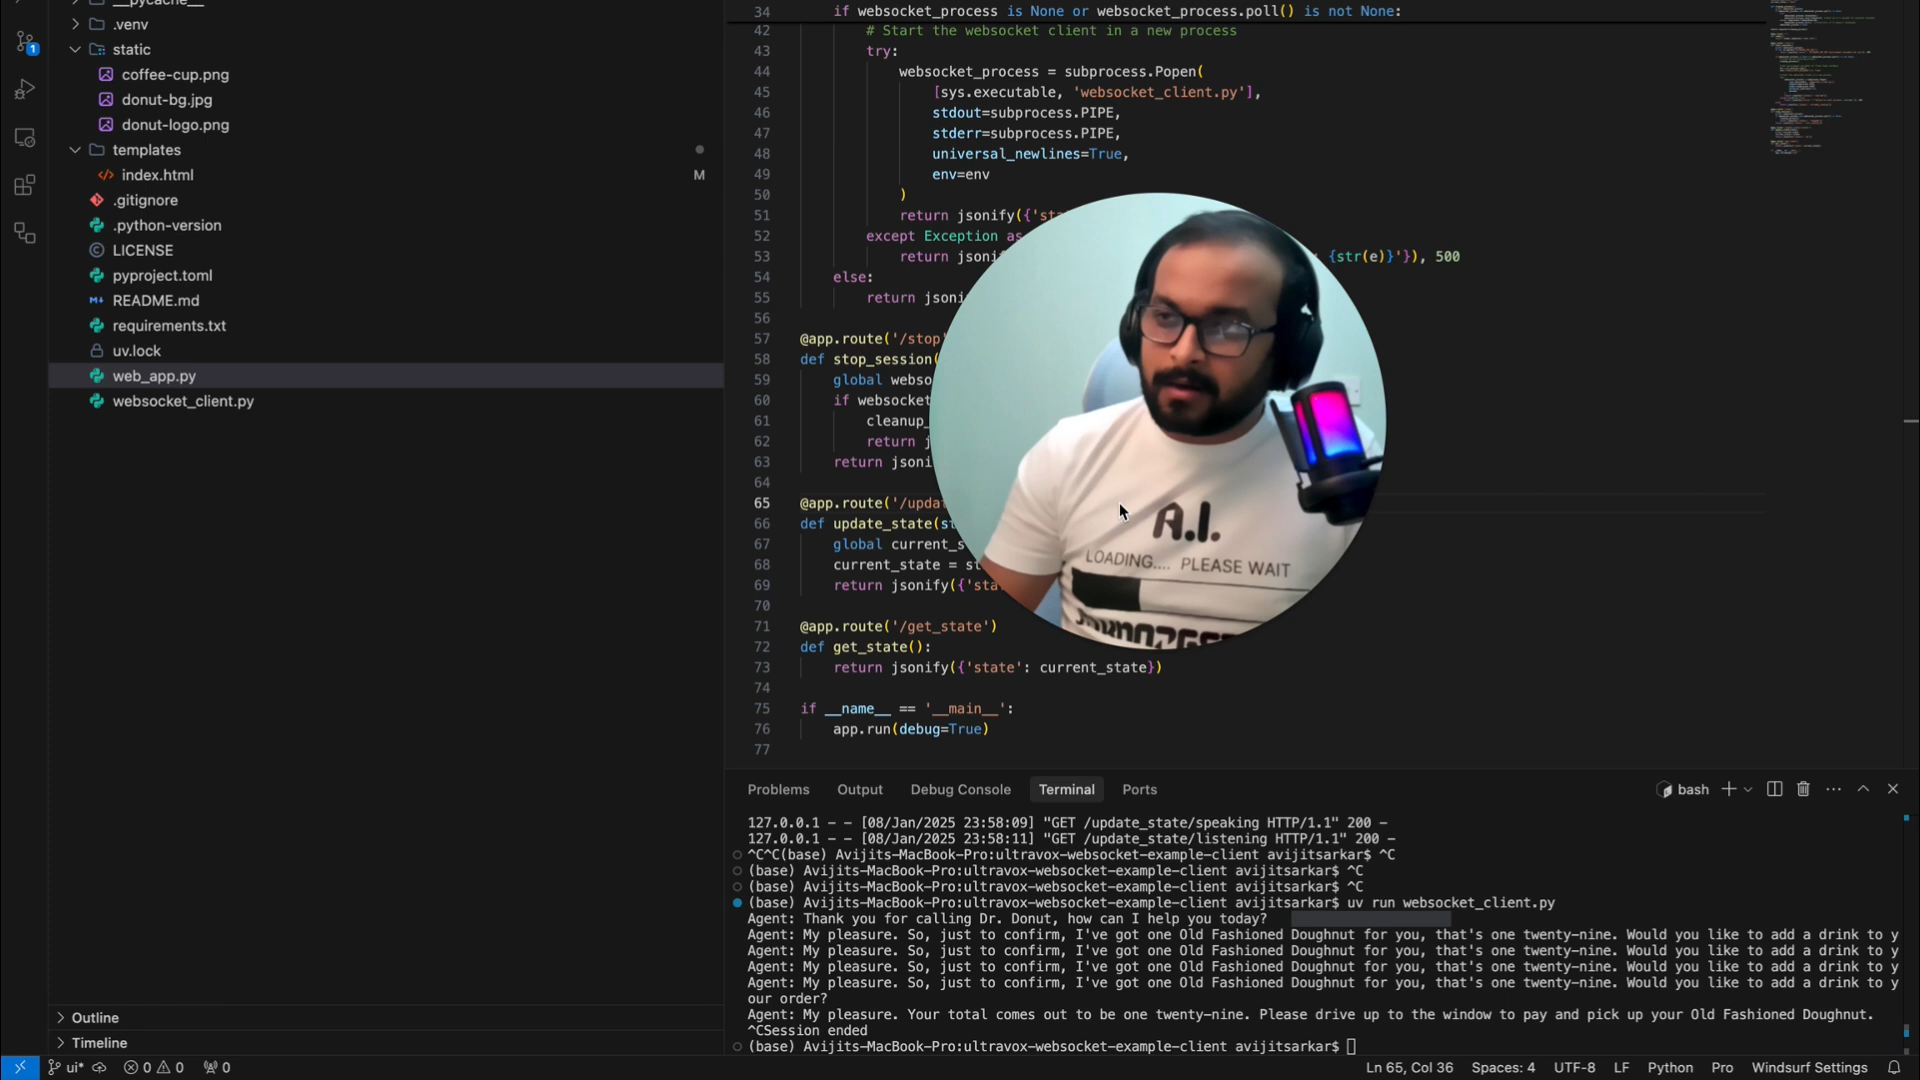 __pycache__
.venv
static
coffee-cup.png
donut-bg.jpg
donut-logo.png
templates
index.html M
.gitignore
.python-version
LICENSE
pyproject.toml
README.md
requirements.txt
uv.lock
web_app.py
websocket_client.py
Outline
Timeline
1
34 if websocket_process is None or websocket_process.poll() is not None:
42 # Start the websocket client in a new process
43 try:
44 websocket_process = subprocess.Popen(
45 [sys.executable, 'websocket_client.py'],
46 stdout=subprocess.PIPE,
47 stderr=subprocess.PIPE,
48 universal_newlines=True,
49 env=env
50 )
51 return jsonify({'st
52 except Exception as
53 return json {str(e)}'}), 500
54 else:
55 return json
56
57 @app.route('/stop
58 def stop_session(
59 global webso
60 if websocket
61 cleanup_
62 return j
63 return json
64
65 @app.route('/upda
66 def update_state(s
67 global current_s
68 current_state = st
69 return jsonify({'sta
70
71 @app.route('/get_state')
72 def get_state():
73 return jsonify({'state': current_state})
74
75 if __name__ == '__main__':
76 app.run(debug=True)
77
A.I.
LOADING.... PLEASE WAIT
Problems Output Debug Console Terminal Ports bash
127.0.0.1 - - [08/Jan/2025 23:58:09] "GET /update_state/speaking HTTP/1.1" 200 -
127.0.0.1 - - [08/Jan/2025 23:58:11] "GET /update_state/listening HTTP/1.1" 200 -
^C^C(base) Avijits-MacBook-Pro:ultravox-websocket-example-client avijitsarkar$ ^C
(base) Avijits-MacBook-Pro:ultravox-websocket-example-client avijitsarkar$ ^C
(base) Avijits-MacBook-Pro:ultravox-websocket-example-client avijitsarkar$ ^C
(base) Avijits-MacBook-Pro:ultravox-websocket-example-client avijitsarkar$ uv run websocket_client.py
Agent: Thank you for calling Dr. Donut, how can I help you today?
Agent: My pleasure. So, just to confirm, I've got one Old Fashioned Doughnut for you, that's one twenty-nine. Would you like to add a drink to y
Agent: My pleasure. So, just to confirm, I've got one Old Fashioned Doughnut for you, that's one twenty-nine. Would you like to add a drink to y
Agent: My pleasure. So, just to confirm, I've got one Old Fashioned Doughnut for you, that's one twenty-nine. Would you like to add a drink to y
Agent: My pleasure. So, just to confirm, I've got one Old Fashioned Doughnut for you, that's one twenty-nine. Would you like to add a drink to y
our order?
Agent: My pleasure. Your total comes out to be one twenty-nine. Please drive up to the window to pay and pick up your Old Fashioned Doughnut.
^CSession ended
(base) Avijits-MacBook-Pro:ultravox-websocket-example-client avijitsarkar$
ui* 0 0 0 Ln 65, Col 36 Spaces: 4 UTF-8 LF Python Pro Windsurf Settings